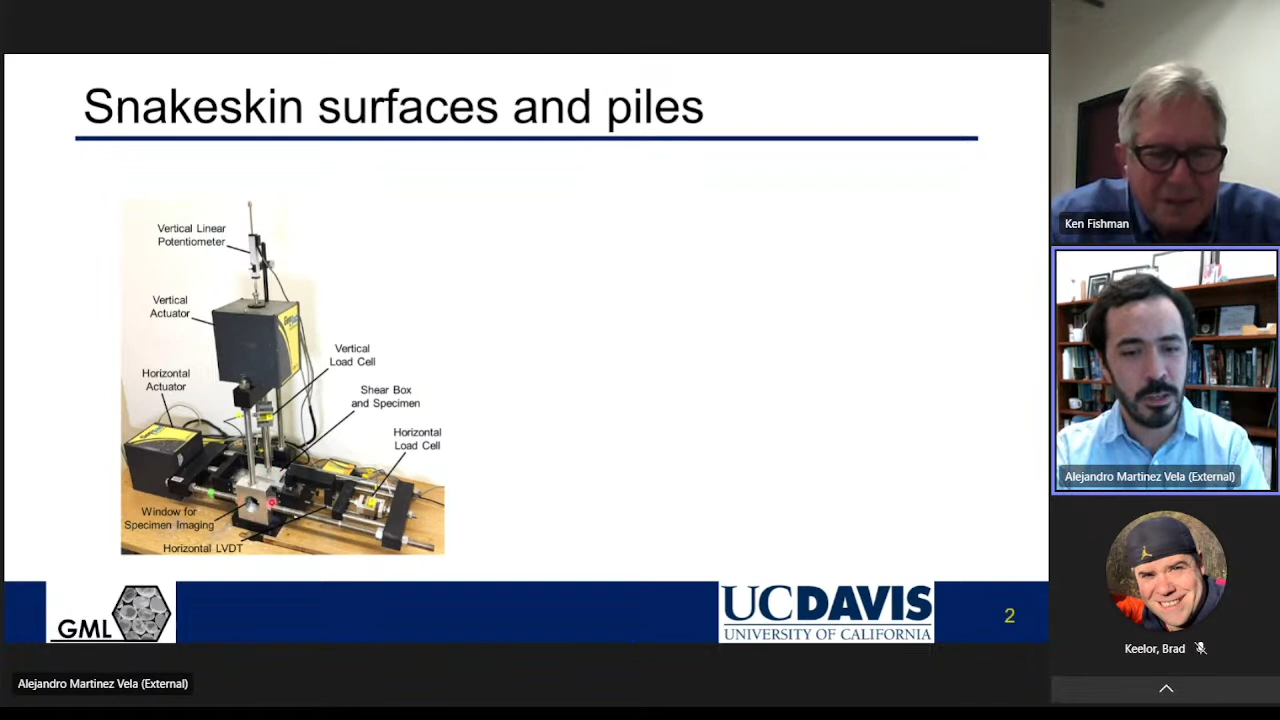 Snakeskin surfaces and piles
Vertical Linear
Potentiometer
Vertical
Actuator
Horizontal
Actuator
Vertical
Load Cell
Shear Box
and Specimen
Horizontal
Load Cell
Window for
Specimen Imaging
Horizontal LVDT
GML
UCDAVIS
UNIVERSITY OF CALIFORNIA
2
Ken Fishman
Alejandro Martinez Vela (External)
Keelor, Brad
Alejandro Martinez Vela (External)